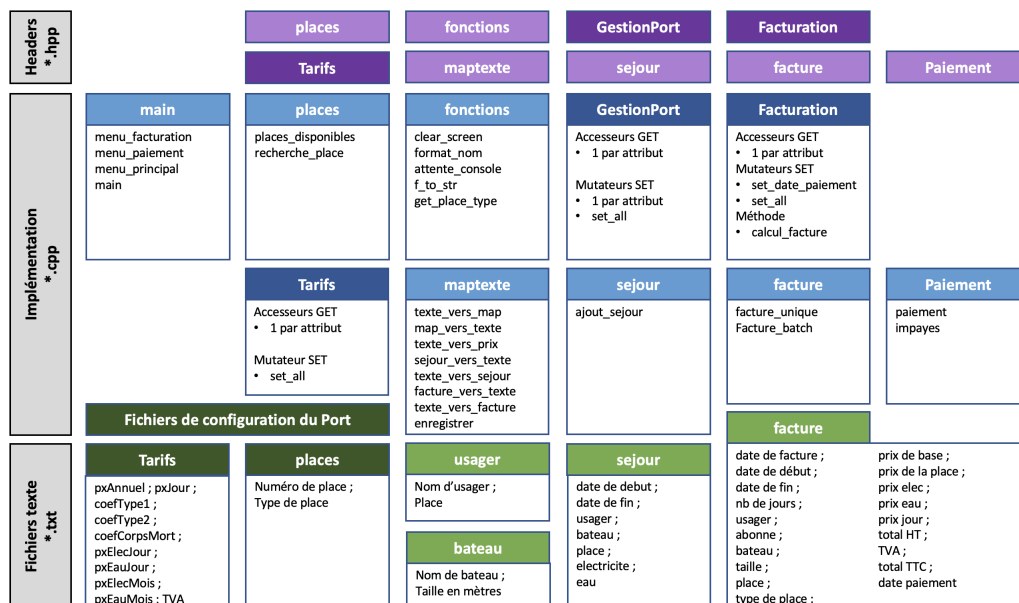 Headers
*.hpp
places
fonctions
GestionPort
Facturation
Tarifs
maptexte
sejour
facture
Paiement
Implémentation
*.cpp
main
menu_facturation
menu_paiement
menu_principal
main
places
places_disponibles
recherche_place
fonctions
clear_screen
format_nom
attente_console
f_to_str
get_place_type
GestionPort
Accesseurs GET
• 1 par attribut
Mutateurs SET
• 1 par attribut
• set_all
Facturation
Accesseurs GET
• 1 par attribut
Mutateurs SET
• set_date_paiement
• set_all
Méthode
• calcul_facture
Tarifs
Accesseurs GET
• 1 par attribut
Mutateur SET
• set_all
maptexte
texte_vers_map
map_vers_texte
texte_vers_prix
sejour_vers_texte
texte_vers_sejour
facture_vers_texte
texte_vers_facture
enregistrer
sejour
ajout_sejour
facture
facture_unique
Facture_batch
Paiement
paiement
impayes
Fichiers de configuration du Port
Fichiers texte
*.txt
Tarifs
pxAnnuel ; pxJour ;
coefType1 ;
coefType2 ;
coefCorpsMort ;
pxElecJour ;
pxEauJour ;
pxElecMois ;
pxEauMois ; TVA
places
Numéro de place ;
Type de place
usager
Nom d’usager ;
Place
bateau
Nom de bateau ;
Taille en mètres
sejour
date de debut ;
date de fin ;
usager ;
bateau ;
place ;
electricite ;
eau
facture
date de facture ;
date de début ;
date de fin ;
nb de jours ;
usager ;
abonne ;
bateau ;
taille ;
place ;
type de place ;
prix de base ;
prix de la place ;
prix elec ;
prix eau ;
prix jour ;
total HT ;
TVA ;
total TTC ;
date paiement